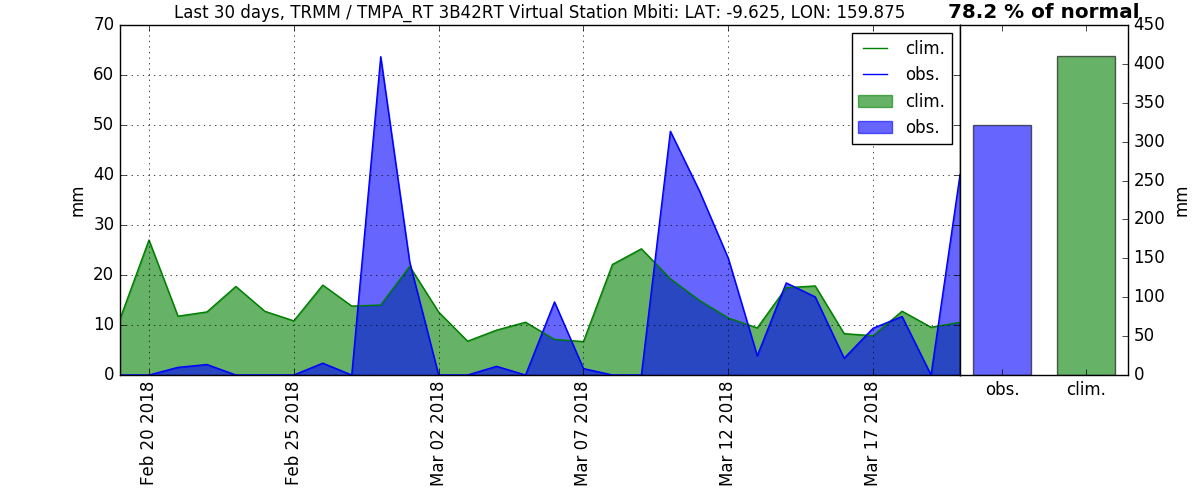 Last 30 days, TRMM / TMPA_RT 3B42RT Virtual Station Mbiti: LAT: -9.625, LON: 159.875
78.2 % of normal
70
60
50
40
30
20
10
0
mm
clim.
obs.
clim.
obs.
Feb 20 2018
Feb 25 2018
Mar 02 2018
Mar 07 2018
Mar 12 2018
Mar 17 2018
450
400
350
300
250
200
150
100
50
0
mm
obs.
clim.